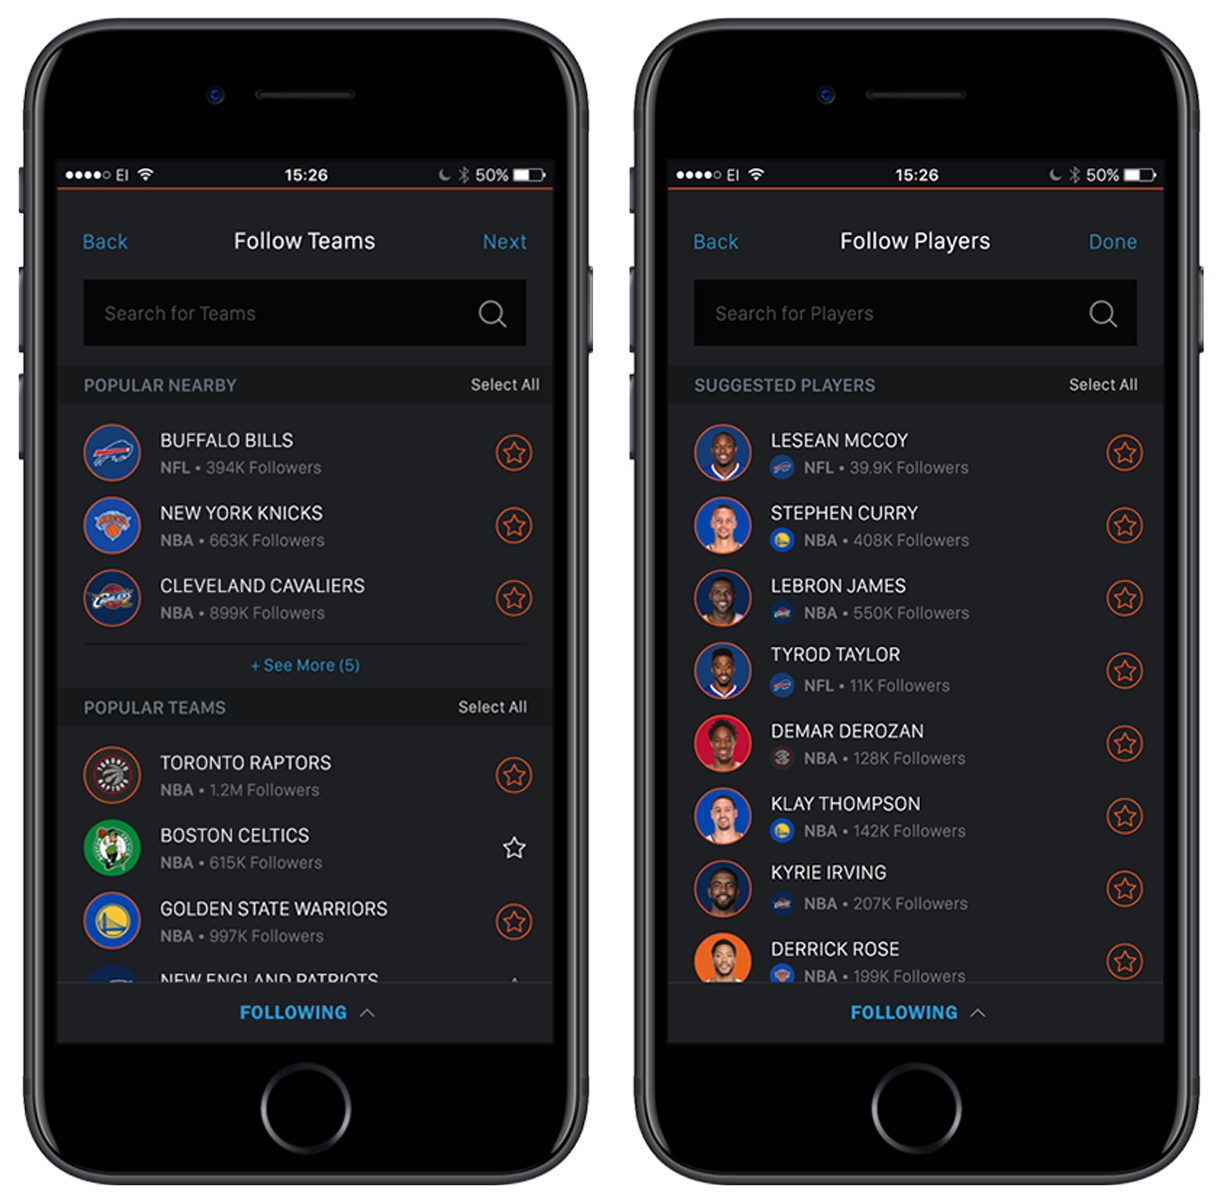 EI 15:26 50%
Back Follow Teams Next
Search for Teams
POPULAR NEARBY Select All
BUFFALO BILLS
NFL • 394K Followers
NEW YORK KNICKS
NBA • 663K Followers
CLEVELAND CAVALIERS
NBA • 899K Followers
+ See More (5)
POPULAR TEAMS Select All
TORONTO RAPTORS
NBA • 1.2M Followers
BOSTON CELTICS
NBA • 615K Followers
GOLDEN STATE WARRIORS
NBA • 997K Followers
NEW ENGLAND PATRIOTS
FOLLOWING
EI 15:26 50%
Back Follow Players Done
Search for Players
SUGGESTED PLAYERS Select All
LESEAN MCCOY
NFL • 39.9K Followers
STEPHEN CURRY
NBA • 408K Followers
LEBRON JAMES
NBA • 550K Followers
TYROD TAYLOR
NFL • 11K Followers
DEMAR DEROZAN
NBA • 128K Followers
KLAY THOMPSON
NBA • 142K Followers
KYRIE IRVING
NBA • 207K Followers
DERRICK ROSE
NBA • 199K Followers
FOLLOWING